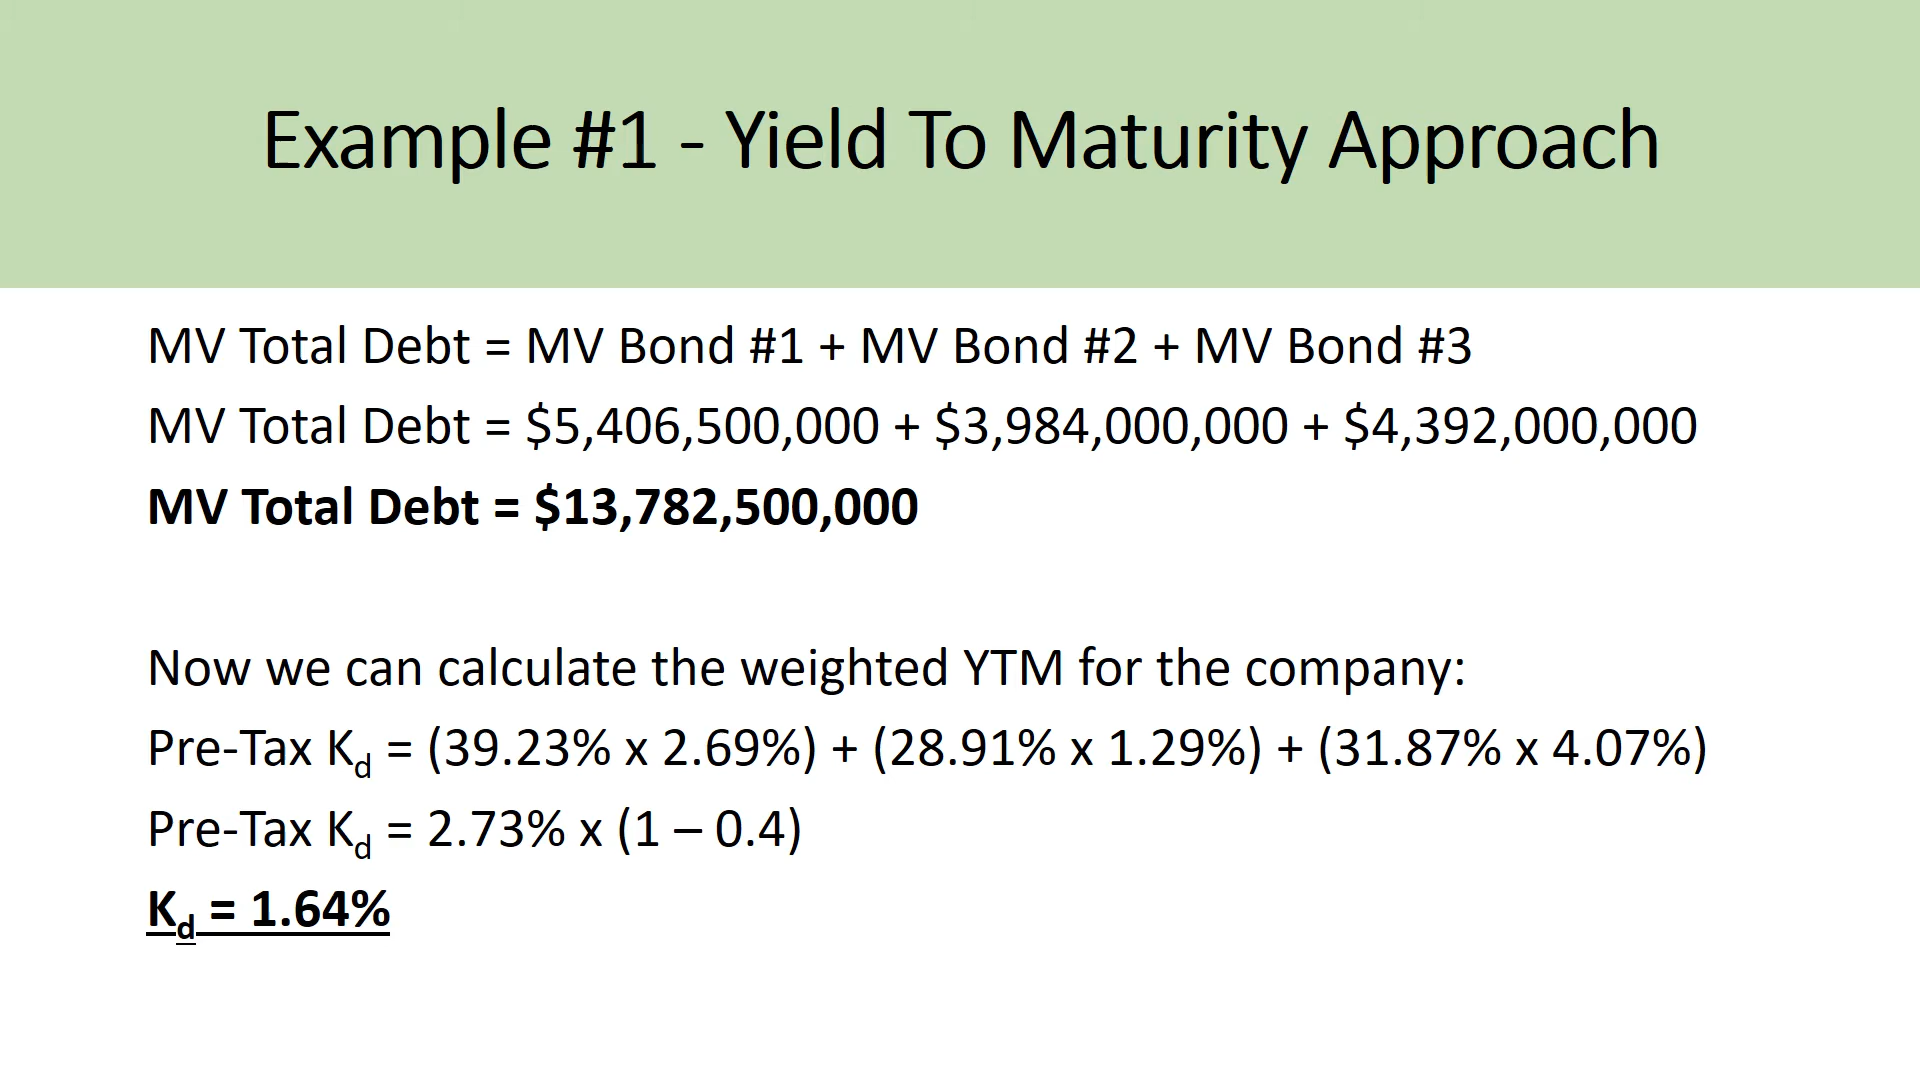 Example #1 - Yield To Maturity Approach
MV Total Debt = MV Bond #1 + MV Bond #2 + MV Bond #3
MV Total Debt = $5,406,500,000 + $3,984,000,000 + $4,392,000,000
MV Total Debt = $13,782,500,000
Now we can calculate the weighted YTM for the company:
Pre-Tax Kd = (39.23% x 2.69%) + (28.91% x 1.29%) + (31.87% x 4.07%)
Pre-Tax Kd = 2.73% x (1 – 0.4)
Kd = 1.64%